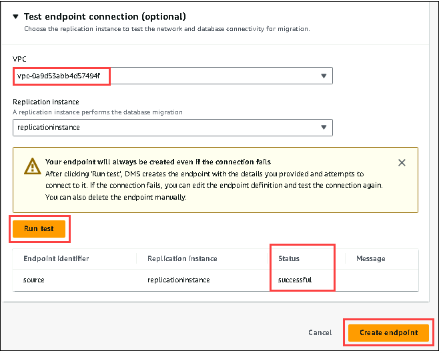 Test endpoint connection (optional)
Choose the replication instance to test the network and database connectivity for migration.
VPC
vpc-0a9d53abb4d57494f
Replication instance
A replication instance performs the database migration
replicationinstance
Your endpoint will always be created even if the connection fails
After clicking 'Run test', DMS creates the endpoint with the details you provided and attempts to
connect to it. If the connection fails, you can edit the endpoint definition and test the connection again.
You can also delete the endpoint manually.
Run test
Endpoint identifier Replication instance Status Message
source replicationinstance successful
Cancel Create endpoint